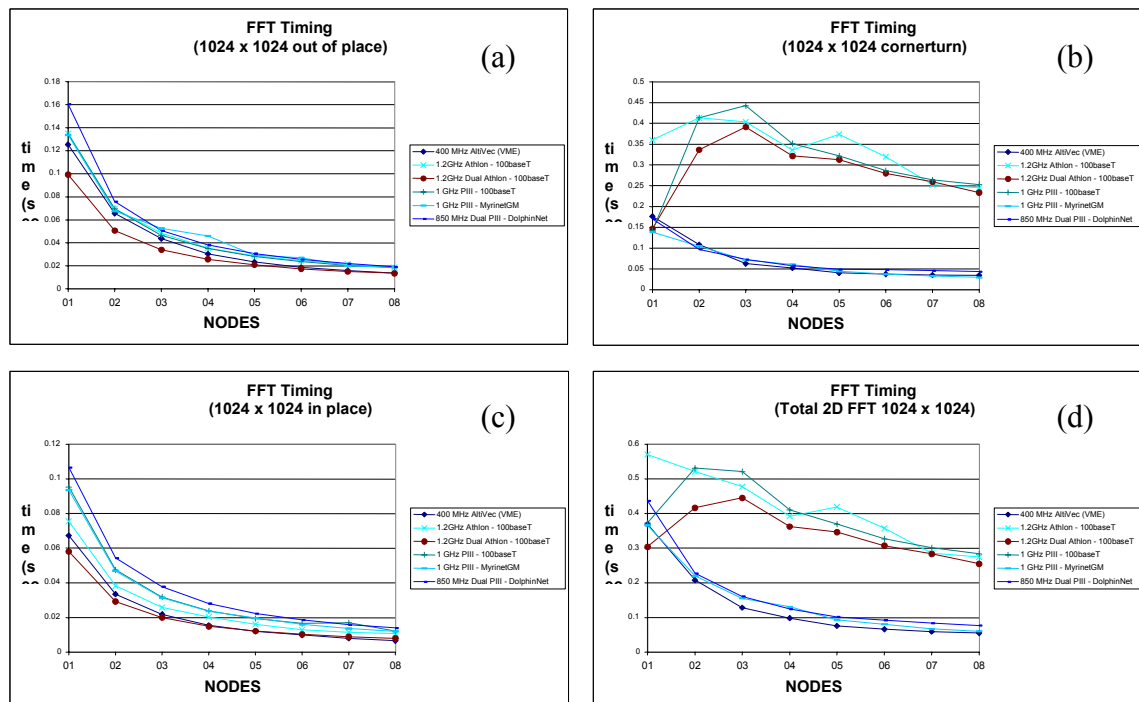 FFT Timing
(1024 x 1024 out of place)
(a)
0.18
0.16
0.14
0.12
0.1
0.08
0.06
0.04
0.02
0
ti
m e
(s
01 02 03 04 05 06 07 08
NODES
400 MHz AltiVec (VME)
1.2GHz Athlon - 100baseT
1.2GHz Dual Athlon - 100baseT
1 GHz PIII - 100baseT
1 GHz PIII - MyrinetGM
850 MHz Dual PIII - DolphinNet
FFT Timing
(1024 x 1024 cornerturn)
(b)
0.5
0.45
0.4
0.35
0.3
0.25
0.2
0.15
0.1
0.05
0
ti
m e
(s
01 02 03 04 05 06 07 08
NODES
400 MHz AltiVec (VME)
1.2GHz Athlon - 100baseT
1.2GHz Dual Athlon - 100baseT
1 GHz PIII - 100baseT
1 GHz PIII - MyrinetGM
850 MHz Dual PIII - DolphinNet
FFT Timing
(1024 x 1024 in place)
(c)
0.12
0.1
0.08
0.06
0.04
0.02
0
ti
m e
(s
01 02 03 04 05 06 07 08
NODES
400 MHz AltiVec (VME)
1.2GHz Athlon - 100baseT
1.2GHz Dual Athlon - 100baseT
1 GHz PIII - 100baseT
1 GHz PIII - MyrinetGM
850 MHz Dual PIII - DolphinNet
FFT Timing
(Total 2D FFT 1024 x 1024)
(d)
0.6
0.5
0.4
0.3
0.2
0.1
0
ti
m e
(s
01 02 03 04 05 06 07 08
NODES
400 MHz AltiVec (VME)
1.2GHz Athlon - 100baseT
1.2GHz Dual Athlon - 100baseT
1 GHz PIII - 100baseT
1 GHz PIII - MyrinetGM
850 MHz Dual PIII - DolphinNet